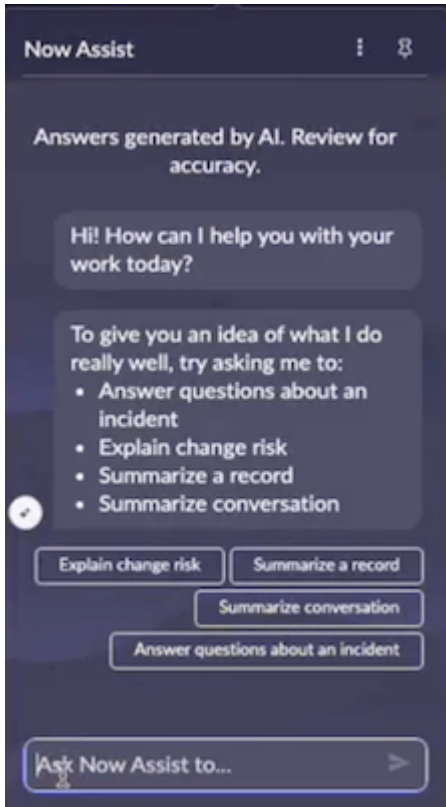 Now Assist
Answers generated by AI. Review for
accuracy.
Hi! How can I help you with your
work today?
To give you an idea of what I do
really well, try asking me to:
• Answer questions about an
incident
• Explain change risk
• Summarize a record
• Summarize conversation
Explain change risk
Summarize a record
Summarize conversation
Answer questions about an incident
Ask Now Assist to...